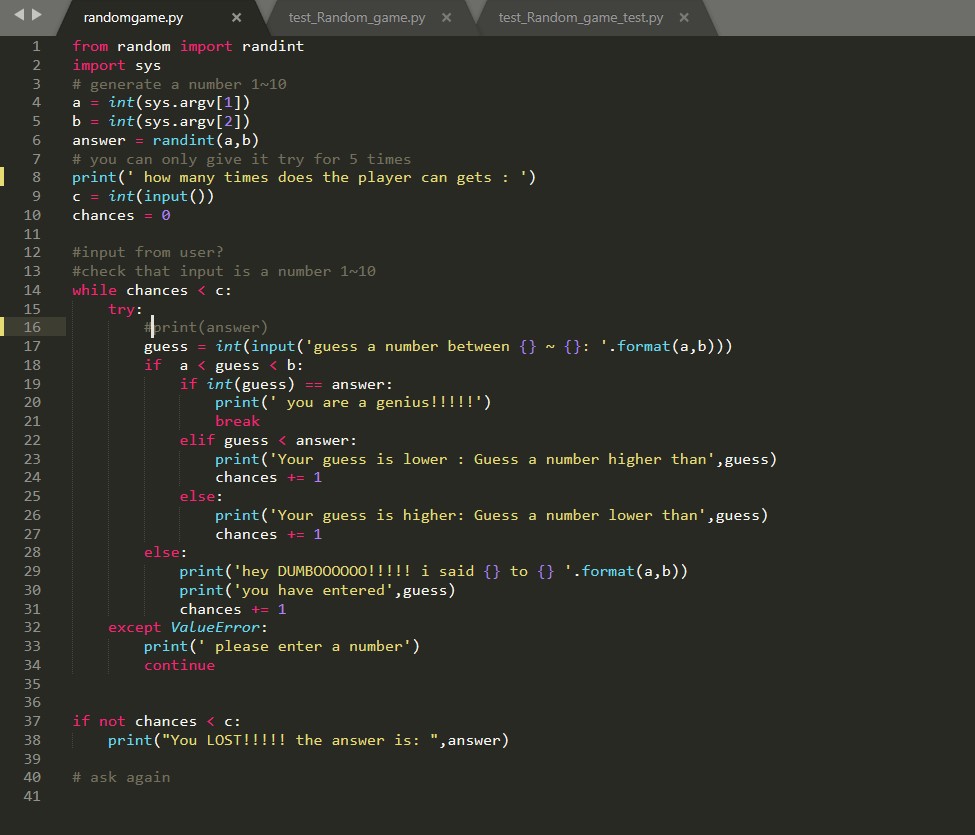 randomgame.py × test_Random_game.py × test_Random_game_test.py ×
1 from random import randint
2 import sys
3 # generate a number 1~10
4 a = int(sys.argv[1])
5 b = int(sys.argv[2])
6 answer = randint(a,b)
7 # you can only give it try for 5 times
8 print(' how many times does the player can gets : ')
9 c = int(input())
10 chances = 0
11
12 #input from user?
13 #check that input is a number 1~10
14 while chances < c:
15     try:
16         #print(answer)
17         guess = int(input('guess a number between {} ~ {}: '.format(a,b)))
18         if  a < guess < b:
19             if int(guess) == answer:
20                 print(' you are a genius!!!!!')
21                 break
22             elif guess < answer:
23                 print('Your guess is lower : Guess a number higher than',guess)
24                 chances += 1
25             else:
26                 print('Your guess is higher: Guess a number lower than',guess)
27                 chances += 1
28         else:
29             print('hey DUMBOOOOOO!!!!! i said {} to {} '.format(a,b))
30             print('you have entered',guess)
31             chances += 1
32     except ValueError:
33         print(' please enter a number')
34         continue
35
36
37 if not chances < c:
38     print("You LOST!!!!! the answer is: ",answer)
39
40 # ask again
41